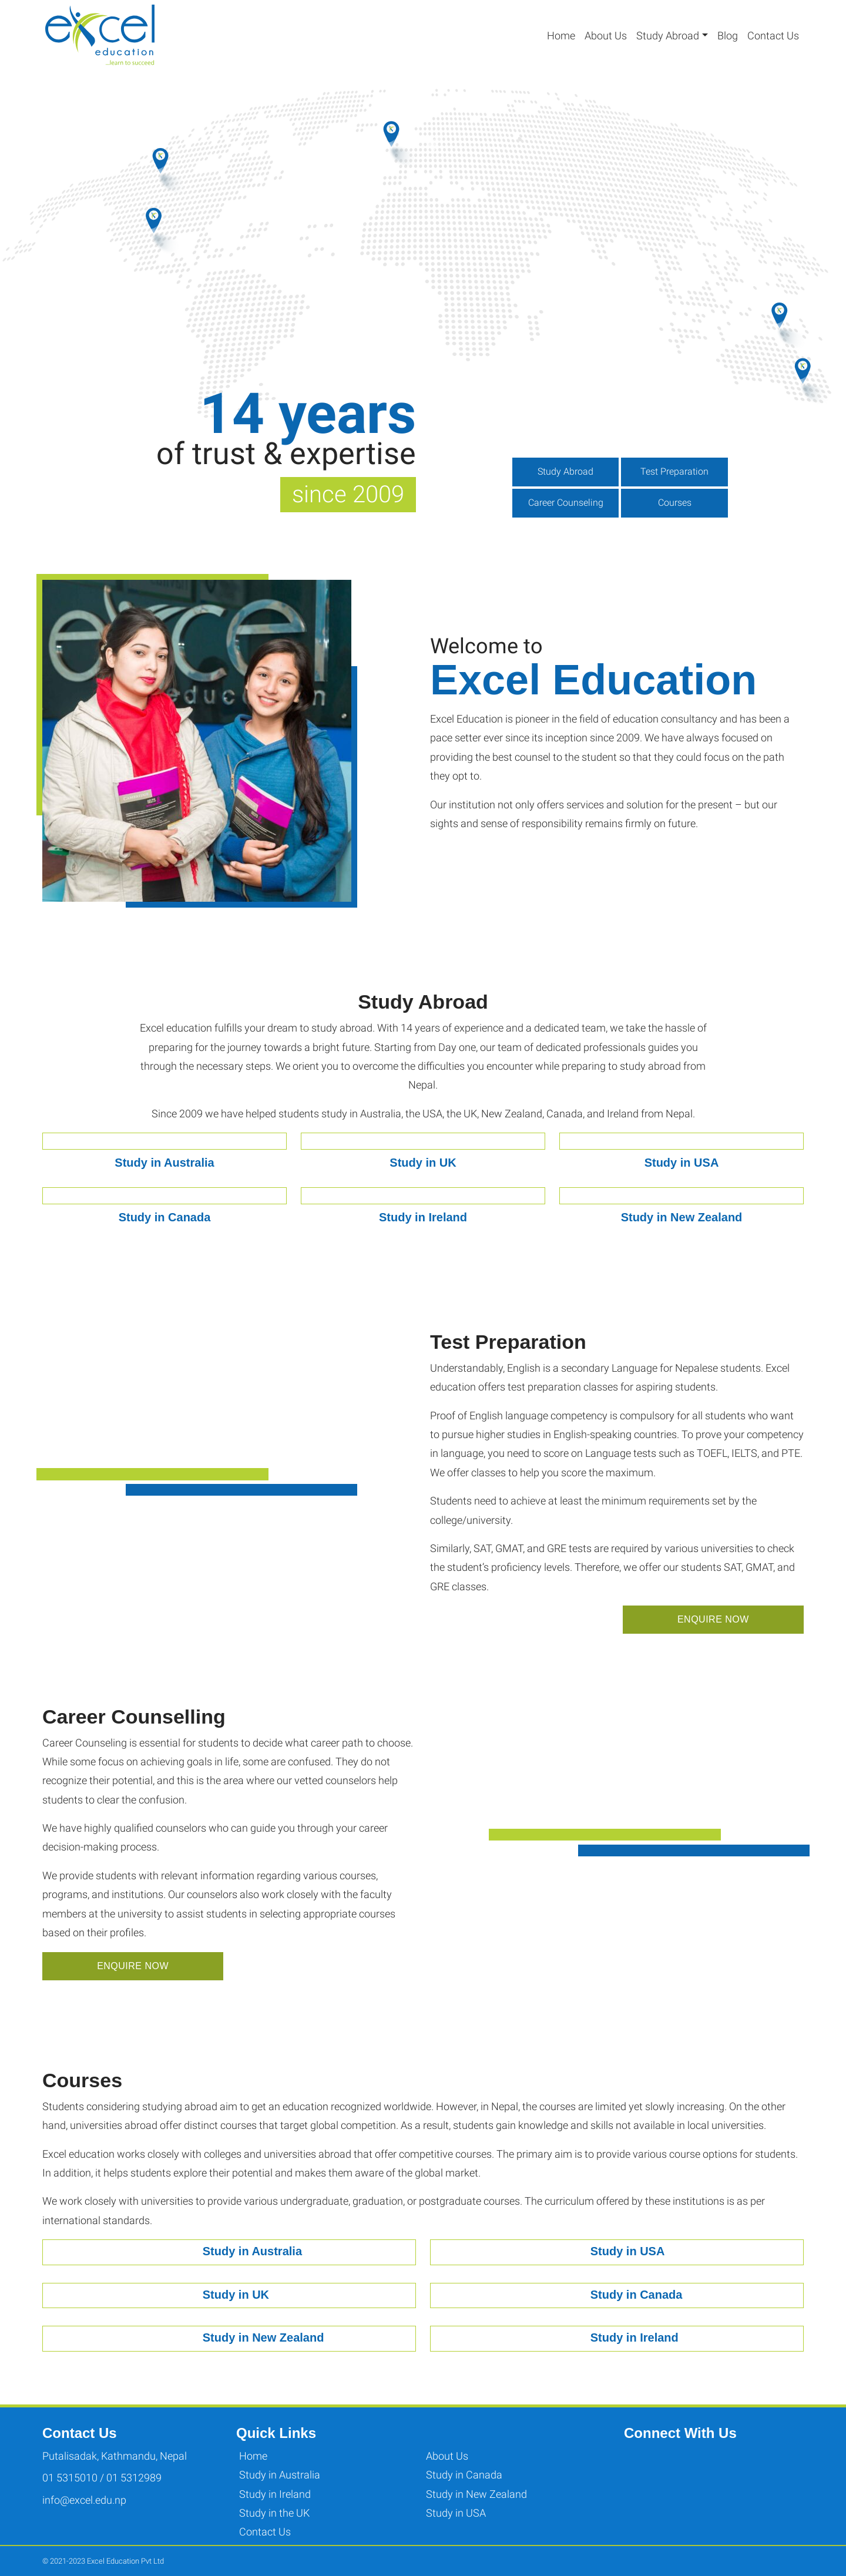 excel
education
...learn to succeed
Home About Us Study Abroad Blog Contact Us
14 years
of trust & expertise
since 2009
Study Abroad Test Preparation
Career Counseling Courses
Welcome to
Excel Education
Excel Education is pioneer in the field of education consultancy and has been a
pace setter ever since its inception since 2009. We have always focused on
providing the best counsel to the student so that they could focus on the path
they opt to.
Our institution not only offers services and solution for the present – but our
sights and sense of responsibility remains firmly on future.
Study Abroad
Excel education fulfills your dream to study abroad. With 14 years of experience and a dedicated team, we take the hassle of
preparing for the journey towards a bright future. Starting from Day one, our team of dedicated professionals guides you
through the necessary steps. We orient you to overcome the difficulties you encounter while preparing to study abroad from
Nepal.
Since 2009 we have helped students study in Australia, the USA, the UK, New Zealand, Canada, and Ireland from Nepal.
Study in Australia Study in UK Study in USA
Study in Canada Study in Ireland Study in New Zealand
Test Preparation
Understandably, English is a secondary Language for Nepalese students. Excel
education offers test preparation classes for aspiring students.
Proof of English language competency is compulsory for all students who want
to pursue higher studies in English-speaking countries. To prove your competency
in language, you need to score on Language tests such as TOEFL, IELTS, and PTE.
We offer classes to help you score the maximum.
Students need to achieve at least the minimum requirements set by the
college/university.
Similarly, SAT, GMAT, and GRE tests are required by various universities to check
the student's proficiency levels. Therefore, we offer our students SAT, GMAT, and
GRE classes.
ENQUIRE NOW
Career Counselling
Career Counseling is essential for students to decide what career path to choose.
While some focus on achieving goals in life, some are confused. They do not
recognize their potential, and this is the area where our vetted counselors help
students to clear the confusion.
We have highly qualified counselors who can guide you through your career
decision-making process.
We provide students with relevant information regarding various courses,
programs, and institutions. Our counselors also work closely with the faculty
members at the university to assist students in selecting appropriate courses
based on their profiles.
ENQUIRE NOW
Courses
Students considering studying abroad aim to get an education recognized worldwide. However, in Nepal, the courses are limited yet slowly increasing. On the other
hand, universities abroad offer distinct courses that target global competition. As a result, students gain knowledge and skills not available in local universities.
Excel education works closely with colleges and universities abroad that offer competitive courses. The primary aim is to provide various course options for students.
In addition, it helps students explore their potential and makes them aware of the global market.
We work closely with universities to provide various undergraduate, graduation, or postgraduate courses. The curriculum offered by these institutions is as per
international standards.
Study in Australia Study in USA
Study in UK Study in Canada
Study in New Zealand Study in Ireland
Contact Us
Putalisadak, Kathmandu, Nepal
01 5315010 / 01 5312989
info@excel.edu.np
Quick Links
Home
Study in Australia
Study in Ireland
Study in the UK
Contact Us
About Us
Study in Canada
Study in New Zealand
Study in USA
Connect With Us
© 2021-2023 Excel Education Pvt Ltd